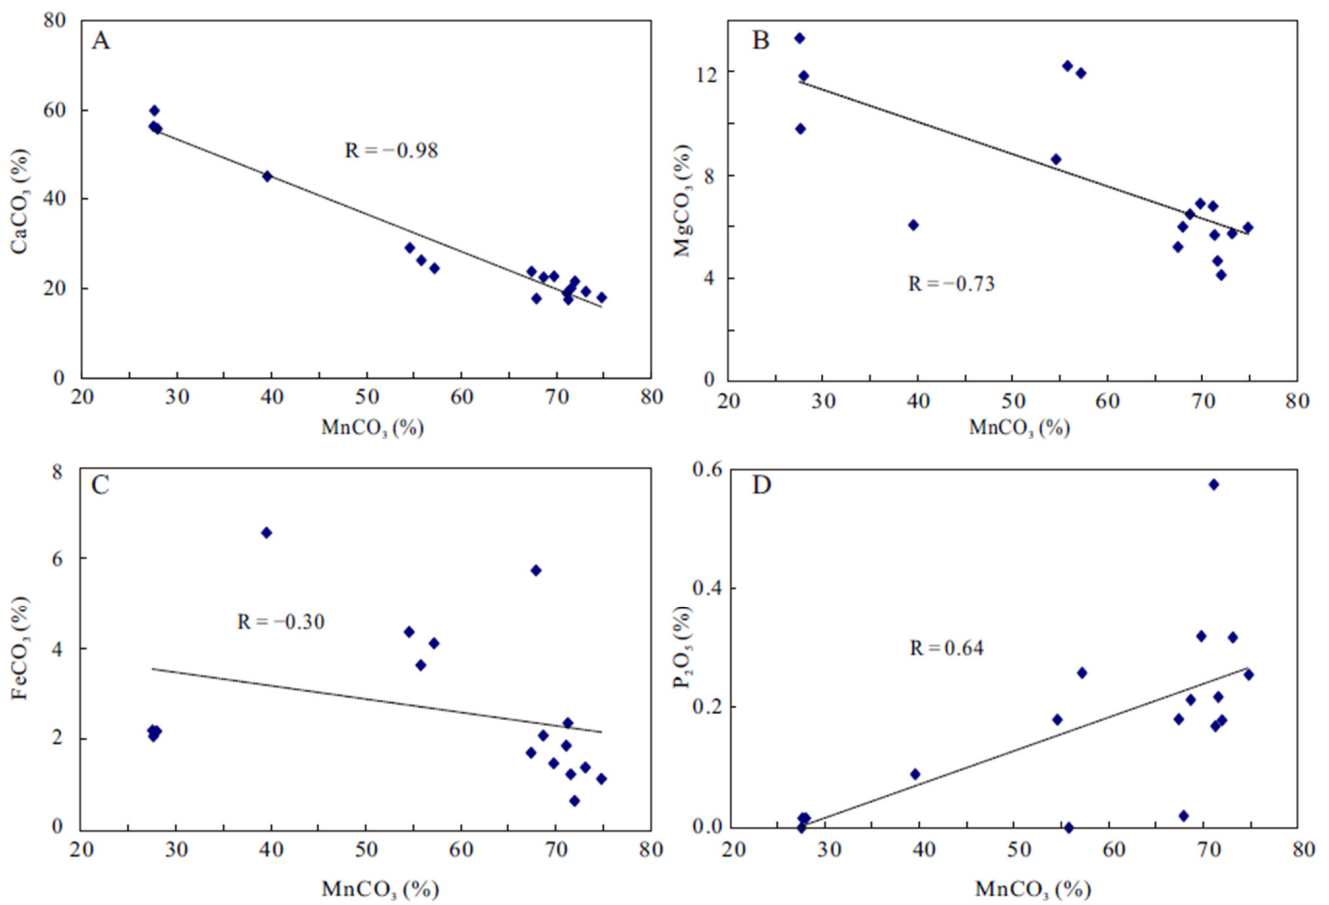 A
80
60
40
20
0
CaCO₃ (%)
R = −0.98
20 30 40 50 60 70 80
MnCO₃ (%)
B
12
8
4
0
MgCO₃ (%)
R = −0.73
20 30 40 50 60 70 80
MnCO₃ (%)
C
8
6
4
2
0
FeCO₃ (%)
R = −0.30
20 30 40 50 60 70 80
MnCO₃ (%)
D
0.6
0.4
0.2
0.0
P₂O₅ (%)
R = 0.64
20 30 40 50 60 70 80
MnCO₃ (%)